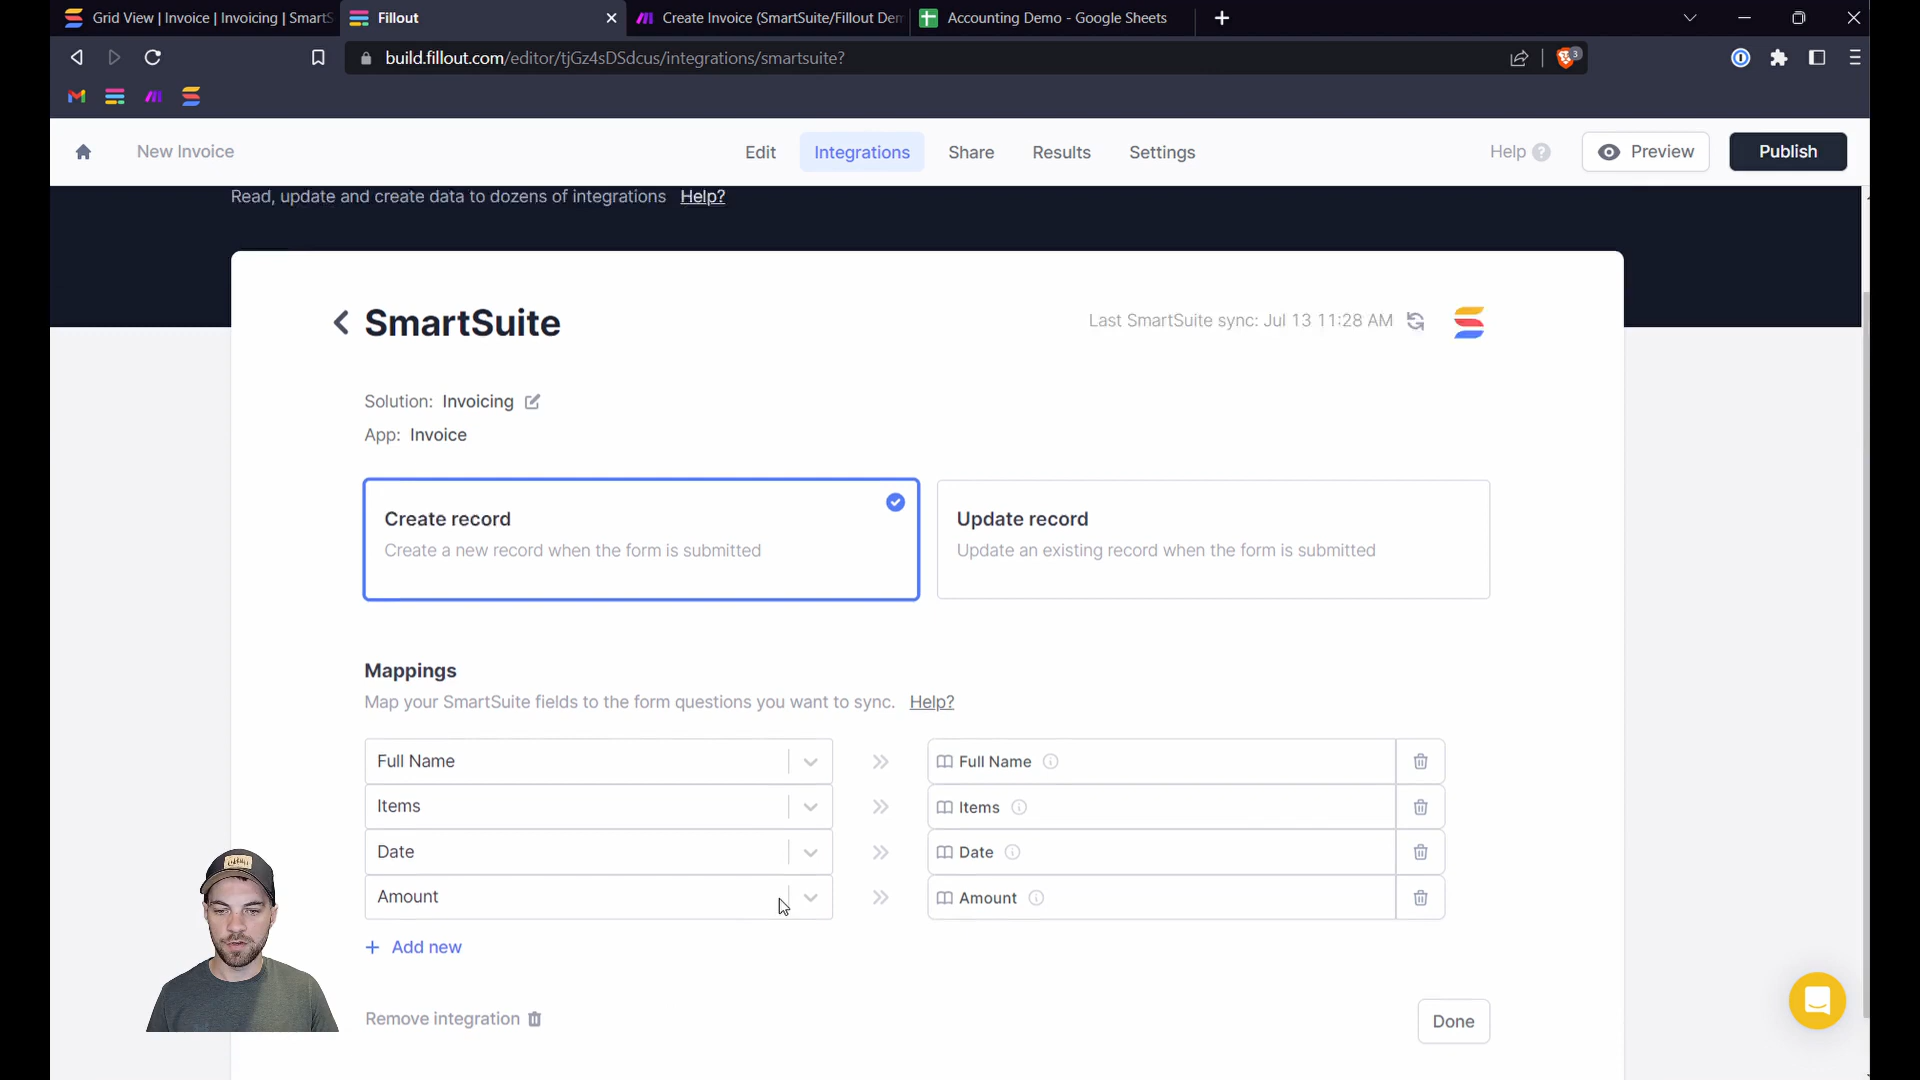 Grid View | Invoice | Invoicing | SmartS
Fillout
Create Invoice (SmartSuite/Fillout Dem
Accounting Demo - Google Sheets
build.fillout.com/editor/tjGz4sDSdcus/integrations/smartsuite?
3
New Invoice
Edit
Integrations
Share
Results
Settings
Help ?
Preview
Publish
Read, update and create data to dozens of integrations Help?
SmartSuite
Last SmartSuite sync: Jul 13 11:28 AM
Solution: Invoicing
App: Invoice
Create record
Create a new record when the form is submitted
Update record
Update an existing record when the form is submitted
Mappings
Map your SmartSuite fields to the form questions you want to sync. Help?
Full Name
Full Name
Items
Items
Date
Date
Amount
Amount
+ Add new
Remove integration
Done